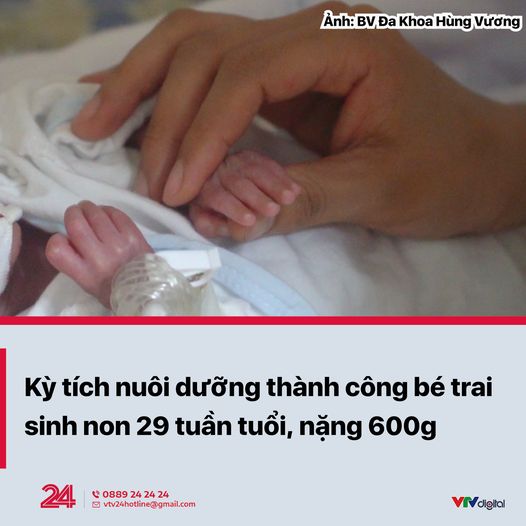 Ảnh: BV Đa Khoa Hùng Vương
Kỳ tích nuôi dưỡng thành công bé trai
sinh non 29 tuần tuổi, nặng 600g
24
0889 24 24 24
vtv24hotline@gmail.com
VTVdigital